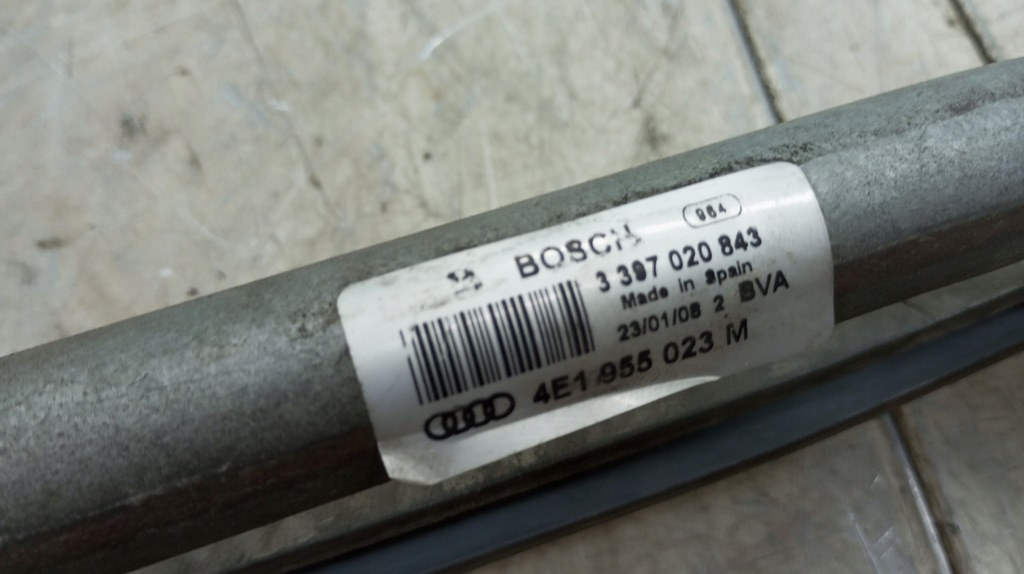 BOSCH 964
3 397 020 843
Made in Spain
23/01/08 2 BVA
4E1 955 023 M